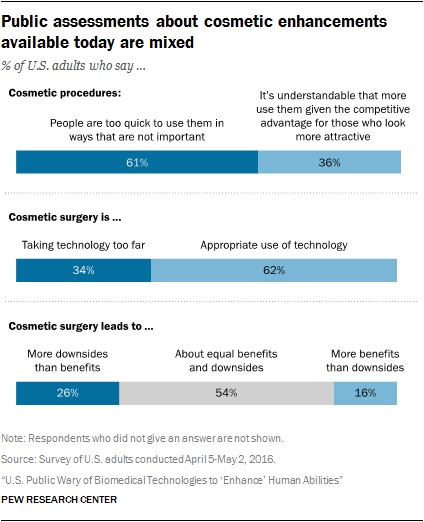 Public assessments about cosmetic enhancements
available today are mixed
% of U.S. adults who say ...
Cosmetic procedures:
People are too quick to use them in
ways that are not important
It's understandable that more
use them given the competitive
advantage for those who look
more attractive
61%
36%
Cosmetic surgery is ...
Taking technology too far
Appropriate use of technology
34%
62%
Cosmetic surgery leads to ...
More downsides
than benefits
About equal benefits
and downsides
More benefits
than downsides
26%
54%
16%
Note: Respondents who did not give an answer are not shown.
Source: Survey of U.S. adults conducted April 5-May 2, 2016.
“U.S. Public Wary of Biomedical Technologies to ‘Enhance’ Human Abilities”
PEW RESEARCH CENTER